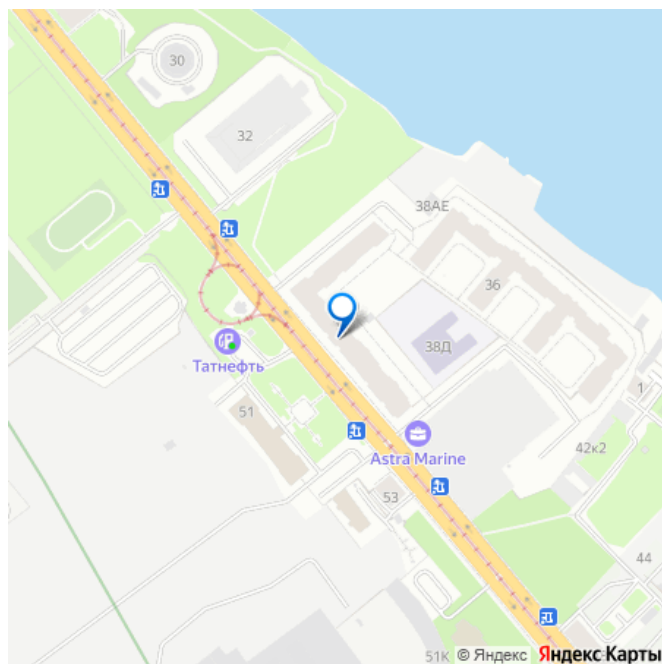 30
32
38АЕ
36
38Д
Татнефть
51
1
Astra Marine
42к2
53
44
51К
© Яндекс
Яндекс Карты